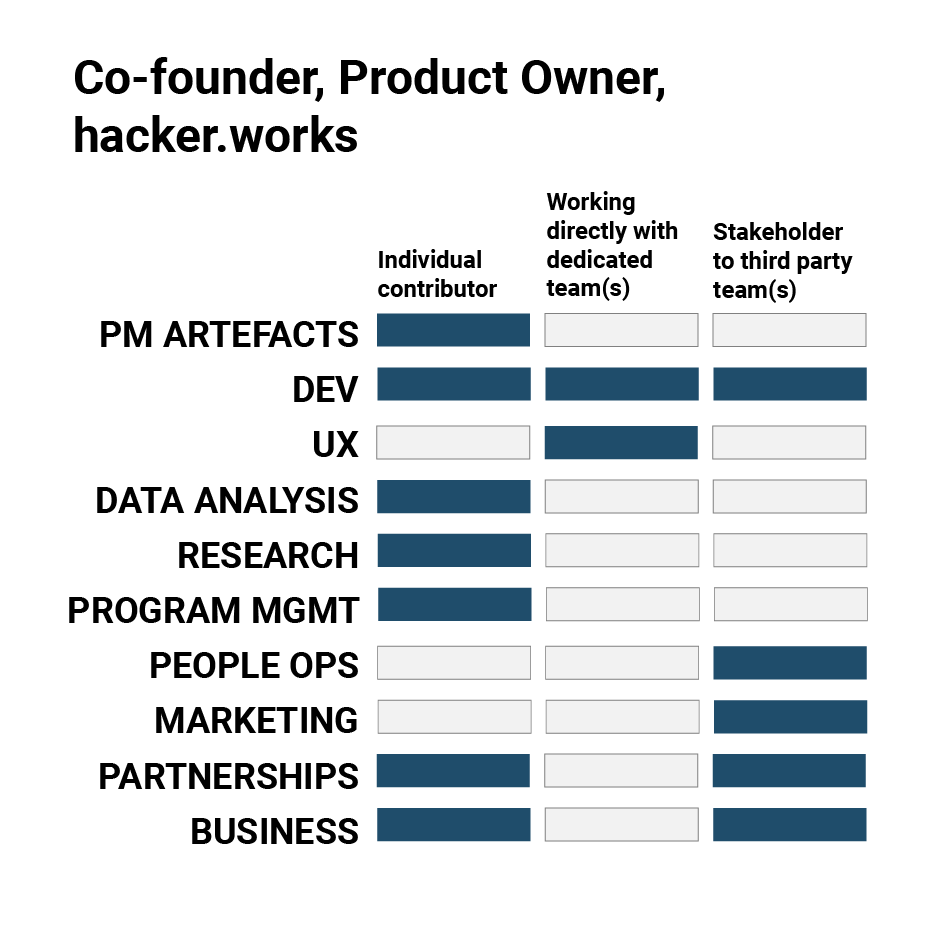 Co-founder, Product Owner,
hacker.works
Individual
contributor
Working
directly with
dedicated
team(s)
Stakeholder
to third party
team(s)
PM ARTEFACTS
DEV
UX
DATA ANALYSIS
RESEARCH
PROGRAM MGMT
PEOPLE OPS
MARKETING
PARTNERSHIPS
BUSINESS